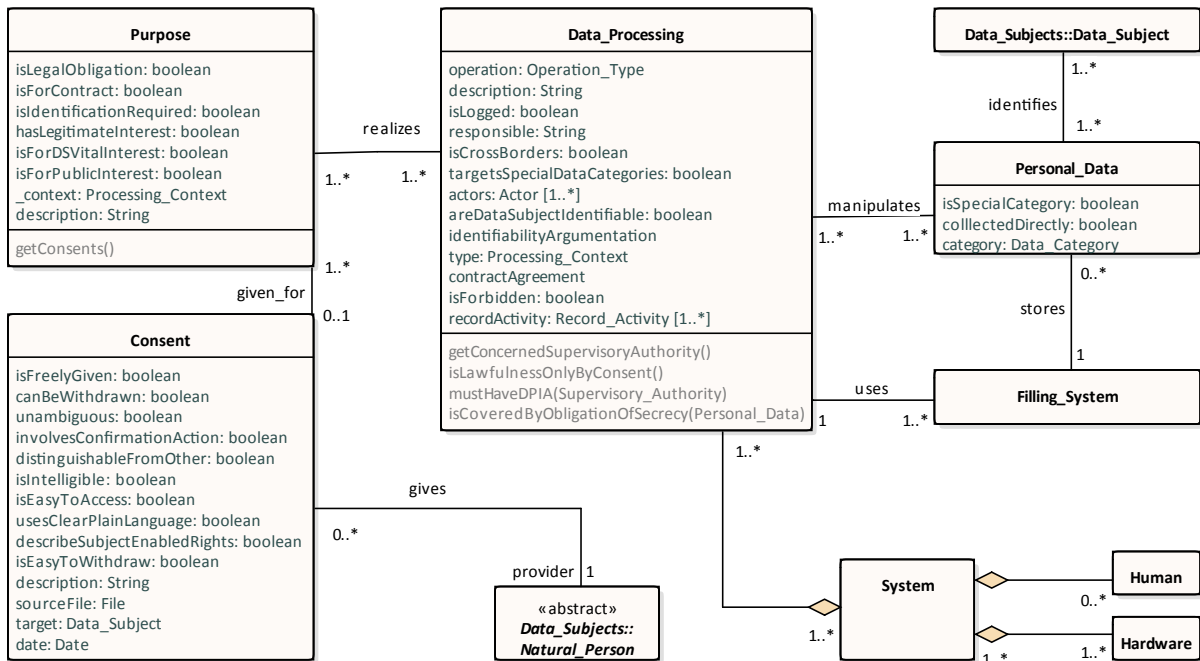 Purpose
isLegalObligation: boolean
isForContract: boolean
isIdentificationRequired: boolean
hasLegitimateInterest: boolean
isForDSVitalInterest: boolean
isForPublicInterest: boolean
_context: Processing_Context
description: String
getConsents()
realizes
1..*
1..*
Data_Processing
operation: Operation_Type
description: String
isLogged: boolean
responsible: String
isCrossBorders: boolean
targetsSpecialDataCategories: boolean
actors: Actor [1..*]
areDataSubjectIdentifiable: boolean
identifiabilityArgumentation
type: Processing_Context
contractAgreement
isForbidden: boolean
recordActivity: Record_Activity [1..*]
getConcernedSupervisoryAuthority()
isLawfulnessOnlyByConsent()
mustHaveDPIA(Supervisory_Authority)
isCoveredByObligationOfSecrecy(Personal_Data)
Data_Subjects::Data_Subject
1..*
identifies
1..*
Personal_Data
isSpecialCategory: boolean
colllectedDirectly: boolean
category: Data_Category
manipulates
1..*
1..*
0..*
stores
1
Filling_System
uses
1
1..*
1..*
given_for
0..1
Consent
isFreelyGiven: boolean
canBeWithdrawn: boolean
unambiguous: boolean
involvesConfirmationAction: boolean
distinguishableFromOther: boolean
isIntelligible: boolean
isEasyToAccess: boolean
usesClearPlainLanguage: boolean
describeSubjectEnabledRights: boolean
isEasyToWithdraw: boolean
description: String
sourceFile: File
target: Data_Subject
date: Date
gives
0..*
provider
1
«abstract»
Data_Subjects::
Natural_Person
1..*
1..*
System
Human
0..*
Hardware
1..*
1..*